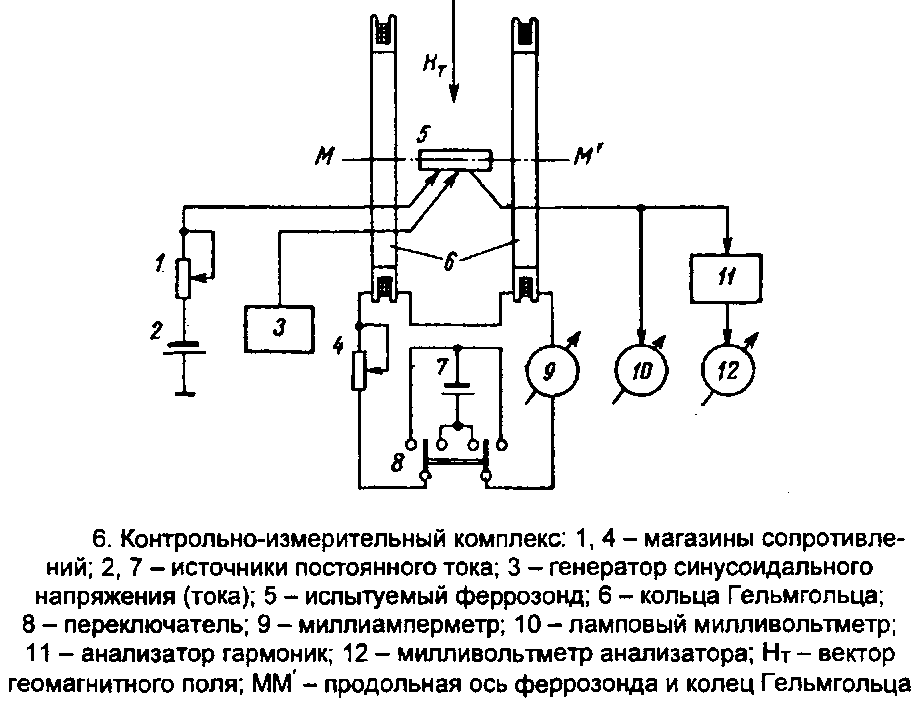 Hт
5
M
M′
1
6
11
2
3
4
7
9
10
12
8
6. Контрольно-измерительный комплекс: 1, 4 – магазины сопротивле-
ний; 2, 7 – источники постоянного тока; 3 – генератор синусоидального
напряжения (тока); 5 – испытуемый феррозонд; 6 – кольца Гельмгольца;
8 – переключатель; 9 – миллиамперметр; 10 – ламповый милливольтметр;
11 – анализатор гармоник; 12 – милливольтметр анализатора; Hт – вектор
геомагнитного поля; MM′ – продольная ось феррозонда и колец Гельмгольца